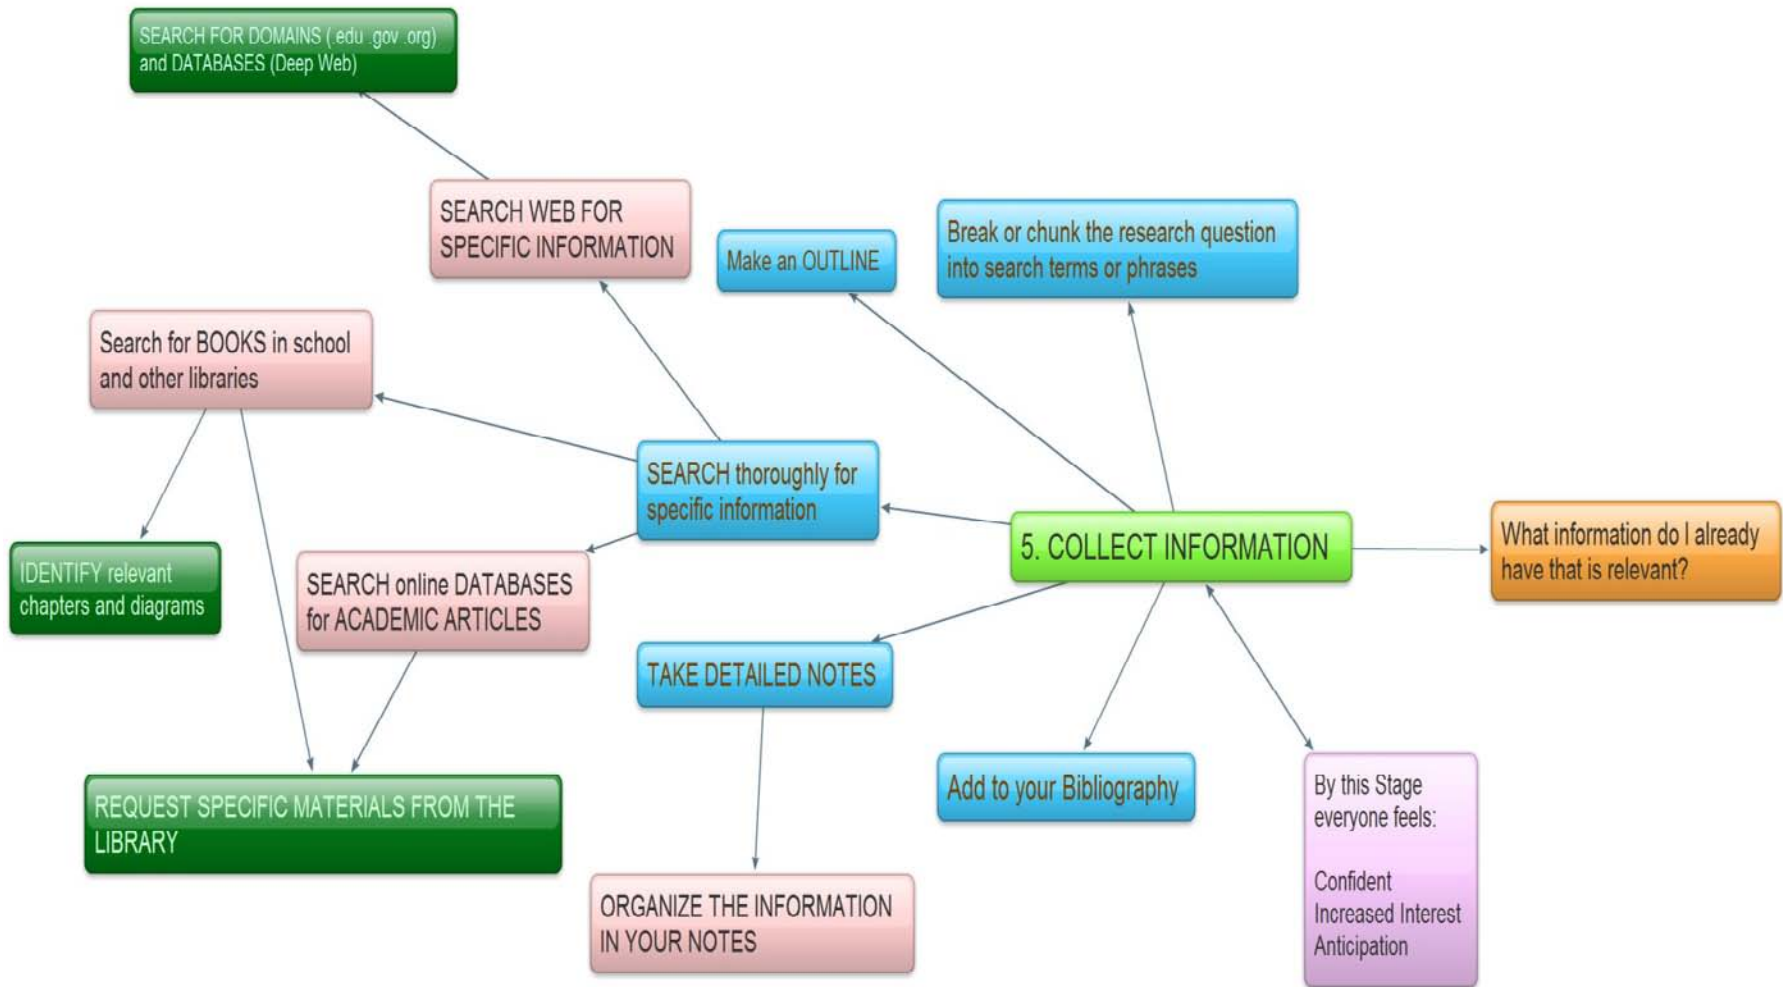 SEARCH FOR DOMAINS (.edu .gov .org)
and DATABASES (Deep Web)
SEARCH WEB FOR
SPECIFIC INFORMATION
Make an OUTLINE
Break or chunk the research question
into search terms or phrases
Search for BOOKS in school
and other libraries
SEARCH thoroughly for
specific information
5. COLLECT INFORMATION
What information do I already
have that is relevant?
IDENTIFY relevant
chapters and diagrams
SEARCH online DATABASES
for ACADEMIC ARTICLES
TAKE DETAILED NOTES
REQUEST SPECIFIC MATERIALS FROM THE
LIBRARY
Add to your Bibliography
By this Stage
everyone feels:
Confident
Increased Interest
Anticipation
ORGANIZE THE INFORMATION
IN YOUR NOTES